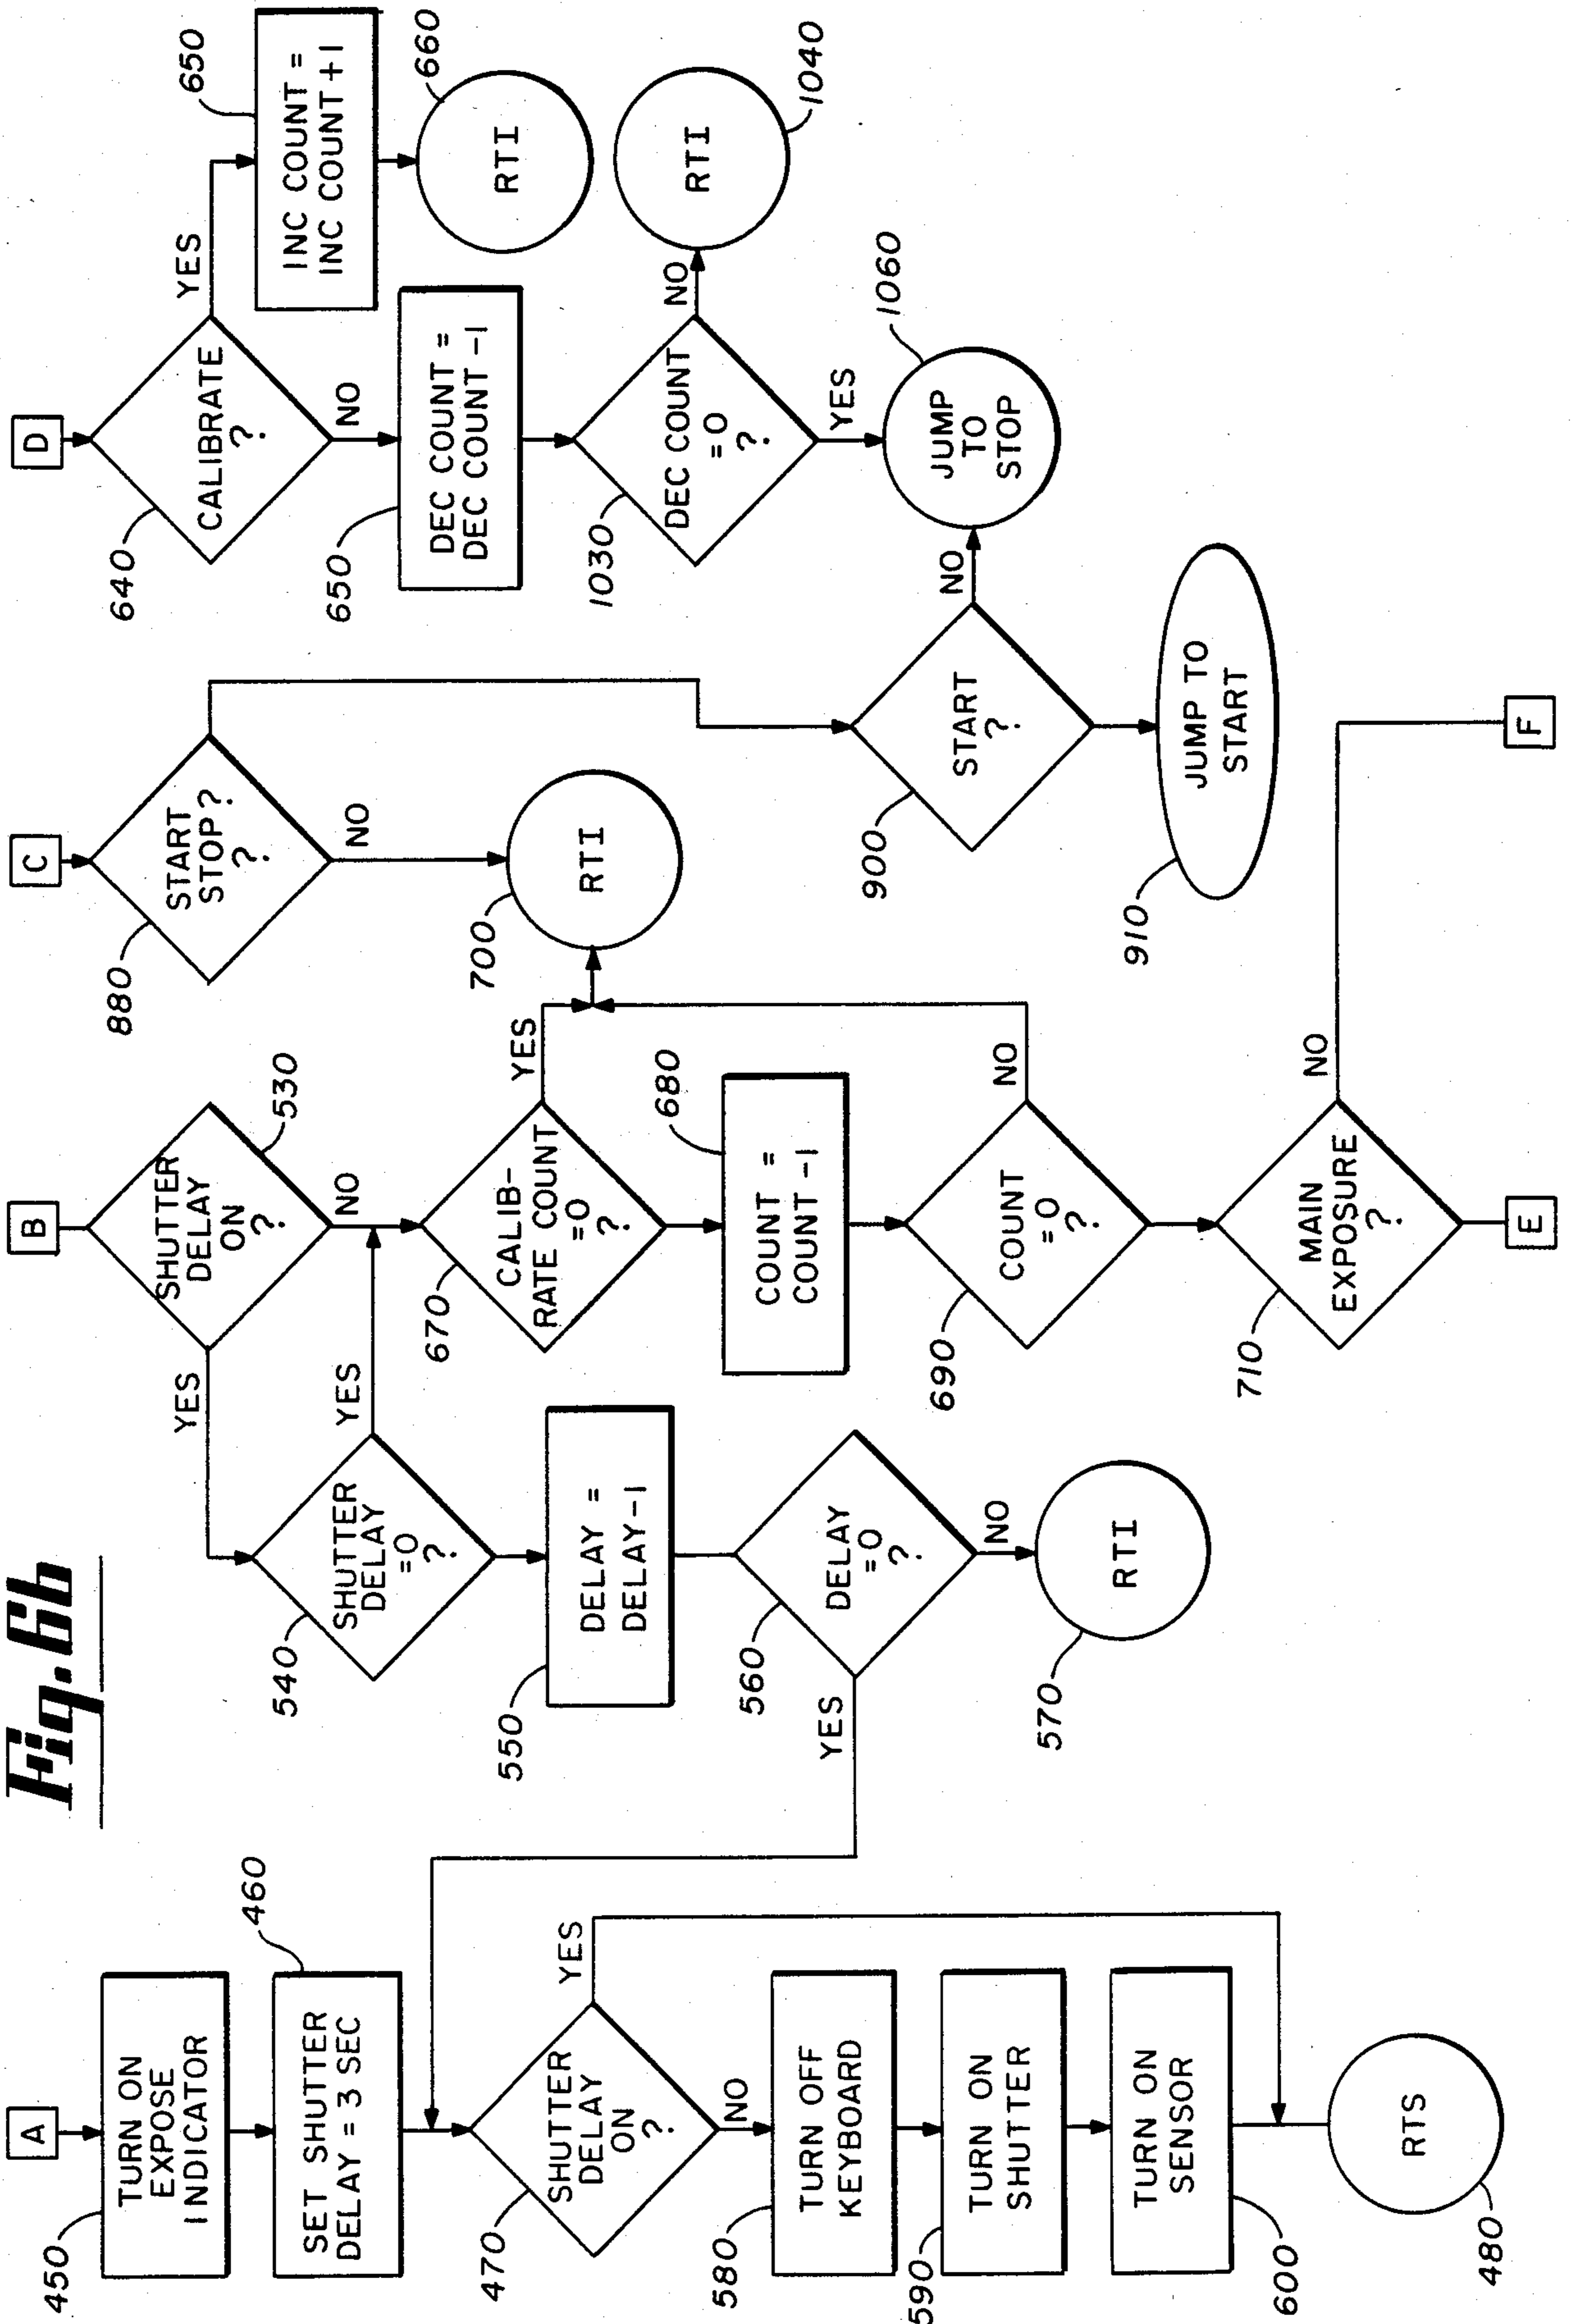 Fig. 6b
A
450
TURN ON
EXPOSE
INDICATOR
460
SET SHUTTER
DELAY = 3 SEC
470
SHUTTER
DELAY
ON
?
YES
NO
580
TURN OFF
KEYBOARD
590
TURN ON
SHUTTER
600
TURN ON
SENSOR
RTS
480
B
530
SHUTTER
DELAY
ON
?
YES
NO
540
SHUTTER
DELAY
=0
?
YES
550
DELAY =
DELAY-1
560
DELAY
=0
?
YES
NO
570
RTI
670
CALIB-
RATE COUNT
=0
?
YES
680
COUNT =
COUNT -1
690
COUNT
=0
?
NO
710
MAIN
EXPOSURE
?
NO
E
F
C
880
START
STOP?
?
NO
700
RTI
900
START
?
NO
910
JUMP TO
START
D
640
CALIBRATE
?
YES
650
INC COUNT =
INC COUNT +1
660
RTI
NO
650
DEC COUNT =
DEC COUNT -1
1030
DEC COUNT
=0
?
NO
RTI
1040
YES
1060
JUMP
TO
STOP